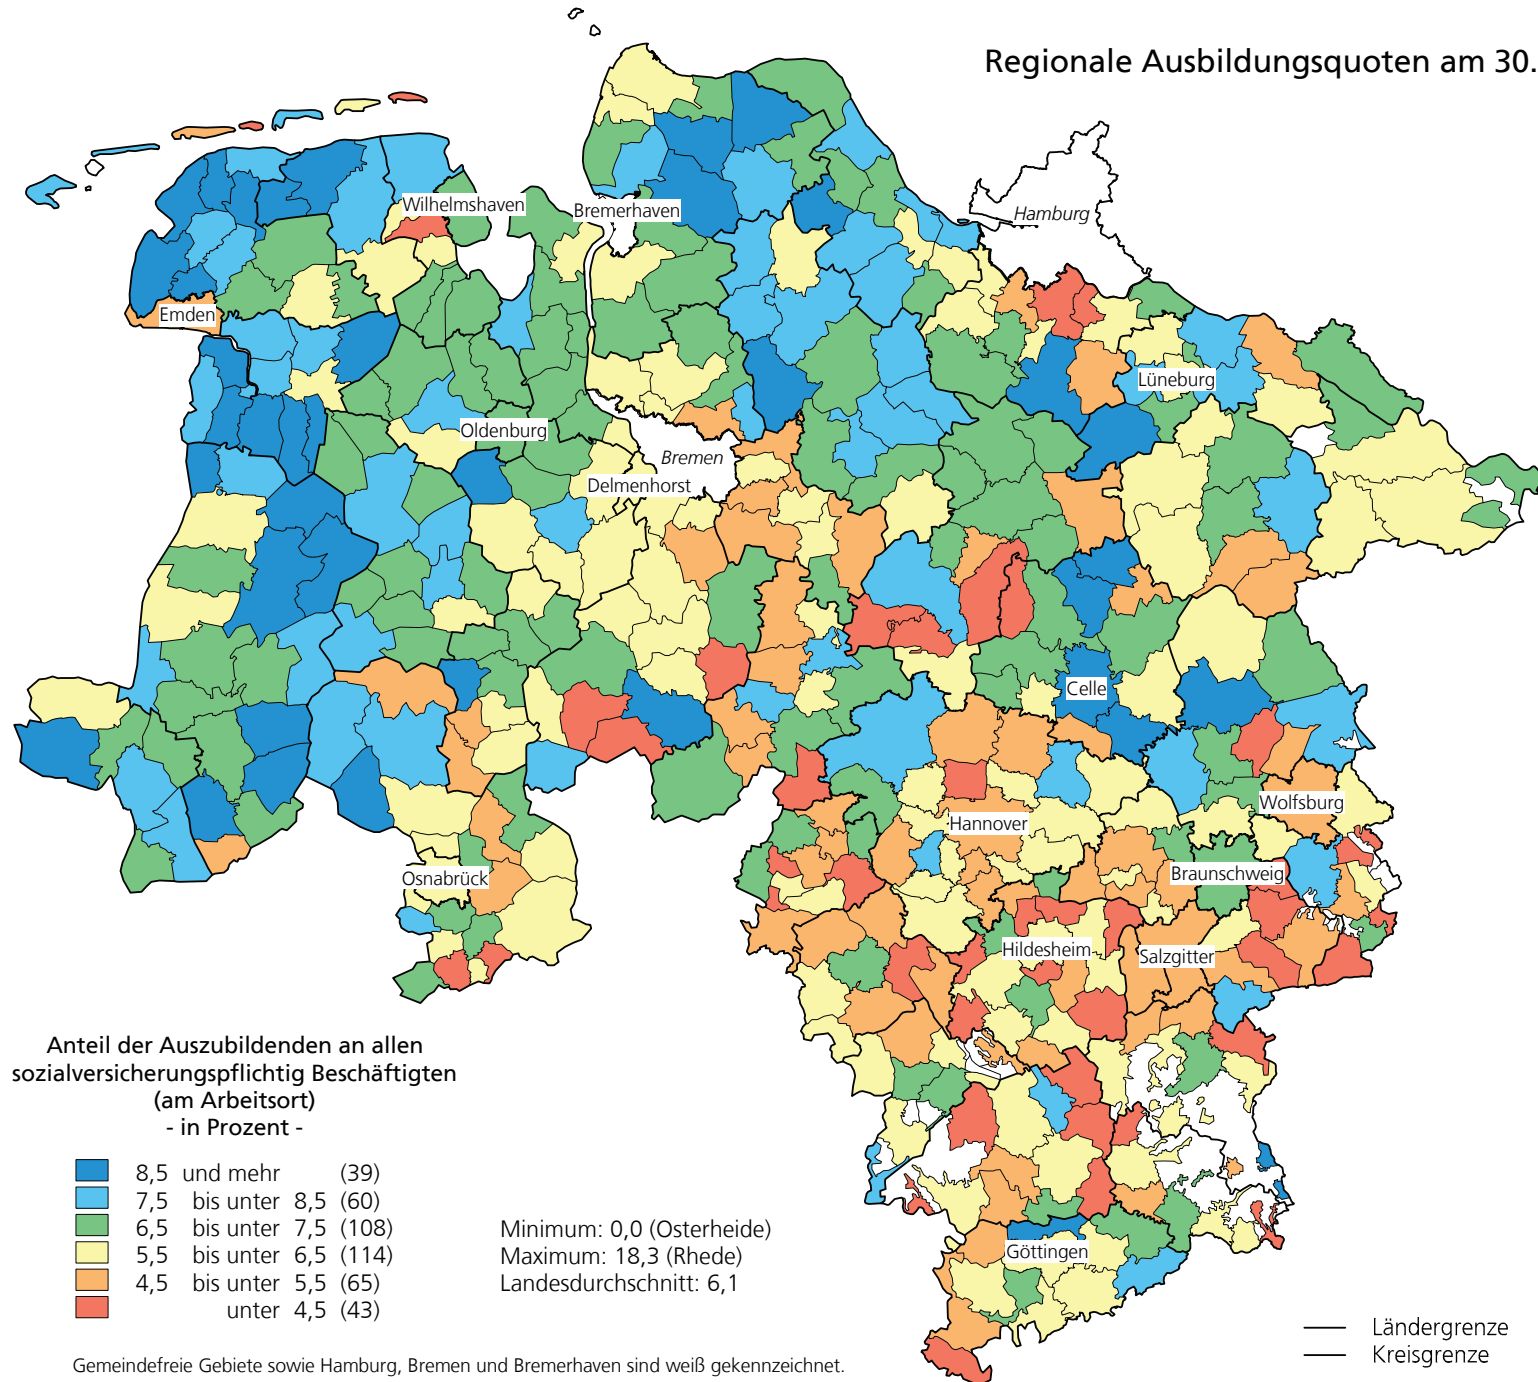 Regionale Ausbildungsquoten am 30.
Hamburg
Wilhelmshaven
Bremerhaven
Emden
Lüneburg
Oldenburg
Bremen
Delmenhorst
Celle
Wolfsburg
Hannover
Osnabrück
Braunschweig
Hildesheim
Salzgitter
Göttingen
Anteil der Auszubildenden an allen
sozialversicherungspflichtig Beschäftigten
(am Arbeitsort)
- in Prozent -
8,5 und mehr (39)
7,5 bis unter 8,5 (60)
6,5 bis unter 7,5 (108)
5,5 bis unter 6,5 (114)
4,5 bis unter 5,5 (65)
unter 4,5 (43)
Minimum: 0,0 (Osterheide)
Maximum: 18,3 (Rhede)
Landesdurchschnitt: 6,1
Ländergrenze
Kreisgrenze
Gemeindefreie Gebiete sowie Hamburg, Bremen und Bremerhaven sind weiß gekennzeichnet.